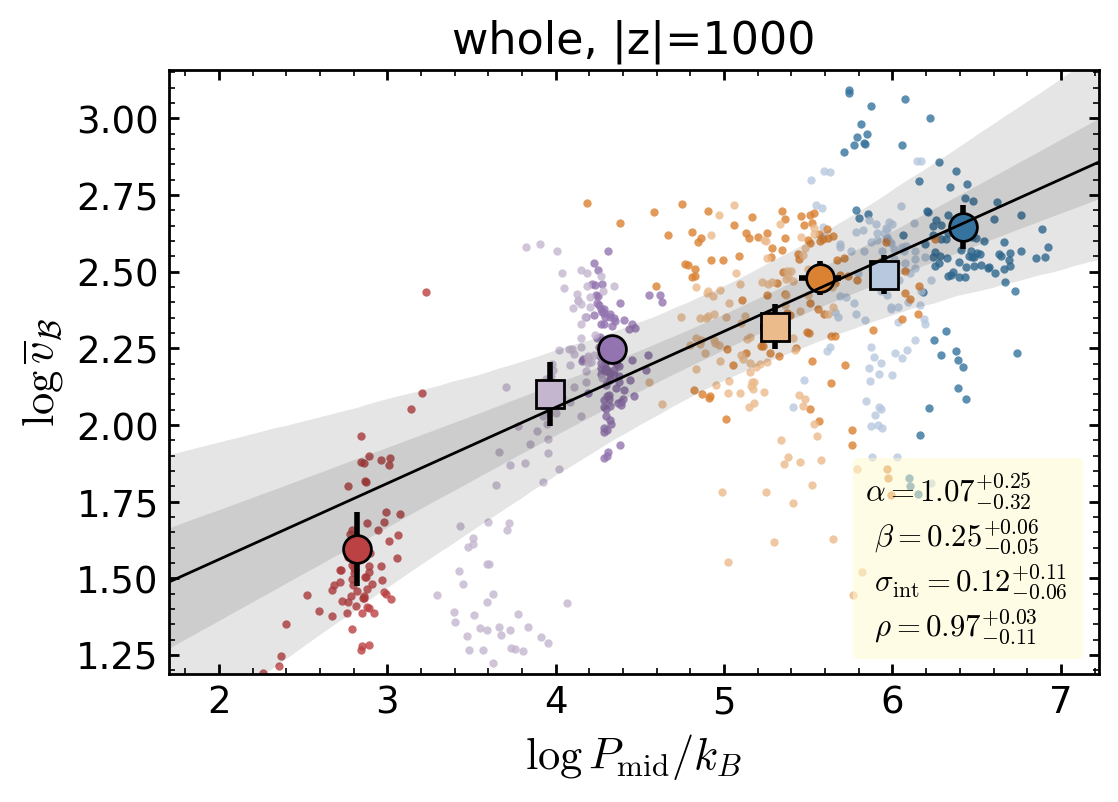 whole, |z|=1000
3.00
2.75
2.50
2.25
2.00
1.75
1.50
1.25
log v̅_ℬ
α = 1.07^{+0.25}_{−0.32}
β = 0.25^{+0.06}_{−0.05}
σ_int = 0.12^{+0.11}_{−0.06}
ρ = 0.97^{+0.03}_{−0.11}
2 3 4 5 6 7
log P_mid/k_B